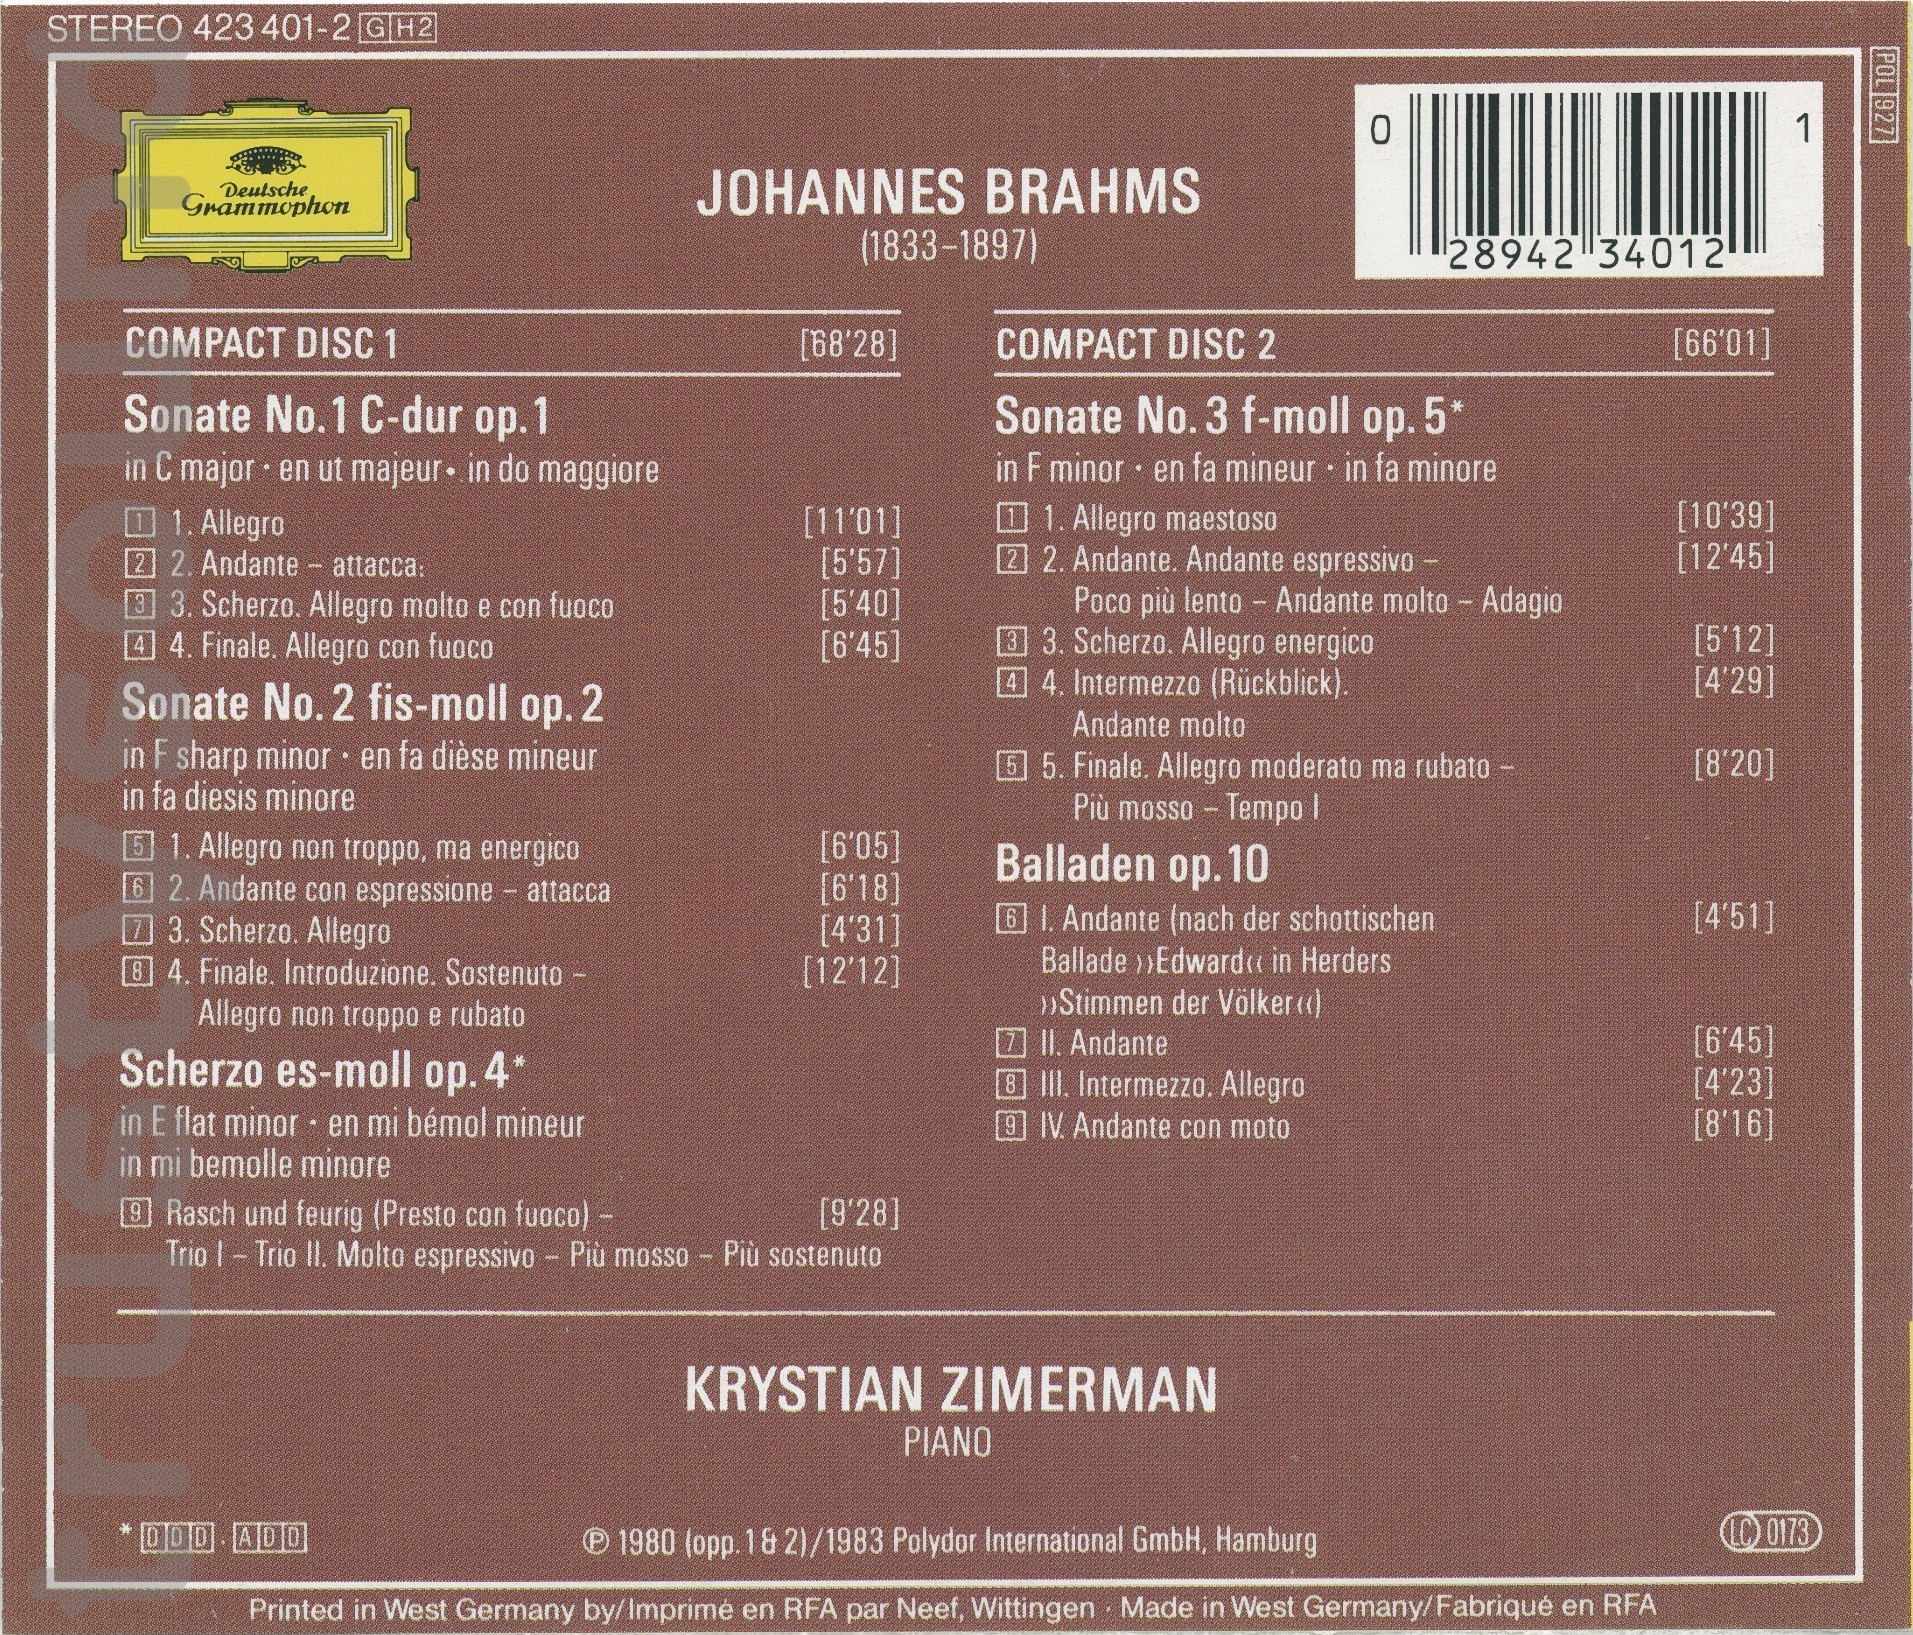 STEREO 423 401-2 GH2
POL 927
Deutsche
Grammophon
JOHANNES BRAHMS
(1833–1897)
0 28942 34012 1
COMPACT DISC 1 [68'28]
Sonate No. 1 C-dur op. 1
in C major · en ut majeur • in do maggiore
1 1. Allegro [11'01]
2 2. Andante – attacca: [5'57]
3 3. Scherzo. Allegro molto e con fuoco [5'40]
4 4. Finale. Allegro con fuoco [6'45]
Sonate No. 2 fis-moll op. 2
in F sharp minor · en fa dièse mineur
in fa diesis minore
5 1. Allegro non troppo, ma energico [6'05]
6 2. Andante con espressione – attacca [6'18]
7 3. Scherzo. Allegro [4'31]
8 4. Finale. Introduzione. Sostenuto – [12'12]
Allegro non troppo e rubato
Scherzo es-moll op. 4*
in E flat minor · en mi bémol mineur
in mi bemolle minore
9 Rasch und feurig (Presto con fuoco) – [9'28]
Trio I – Trio II. Molto espressivo – Più mosso – Più sostenuto
COMPACT DISC 2 [66'01]
Sonate No. 3 f-moll op. 5*
in F minor · en fa mineur · in fa minore
1 1. Allegro maestoso [10'39]
2 2. Andante. Andante espressivo – [12'45]
Poco più lento – Andante molto – Adagio
3 3. Scherzo. Allegro energico [5'12]
4 4. Intermezzo (Rückblick). [4'29]
Andante molto
5 5. Finale. Allegro moderato ma rubato – [8'20]
Più mosso – Tempo I
Balladen op. 10
6 I. Andante (nach der schottischen [4'51]
Ballade »Edward« in Herders
»Stimmen der Völker«)
7 II. Andante [6'45]
8 III. Intermezzo. Allegro [4'23]
9 IV. Andante con moto [8'16]
KRYSTIAN ZIMERMAN
PIANO
* DDD · ADD
℗ 1980 (opp. 1 & 2)/1983 Polydor International GmbH, Hamburg
LC 0173
Printed in West Germany by/Imprimé en RFA par Neef, Wittingen · Made in West Germany/Fabriqué en RFA